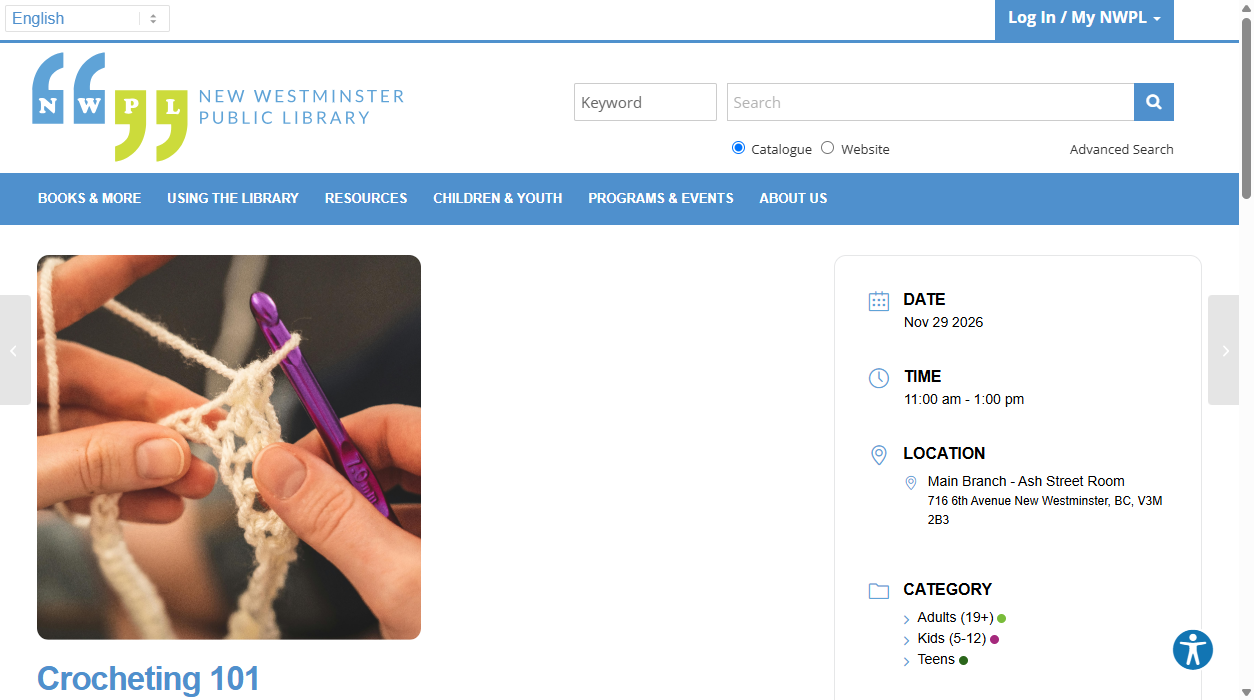 English
Log In / My NWPL
N W P L
NEW WESTMINSTER
PUBLIC LIBRARY
Keyword
Search
Catalogue
Website
Advanced Search
BOOKS & MORE
USING THE LIBRARY
RESOURCES
CHILDREN & YOUTH
PROGRAMS & EVENTS
ABOUT US
DATE
Nov 29 2026
TIME
11:00 am - 1:00 pm
LOCATION
Main Branch - Ash Street Room
716 6th Avenue New Westminster, BC, V3M
2B3
CATEGORY
Adults (19+)
Kids (5-12)
Teens
Crocheting 101